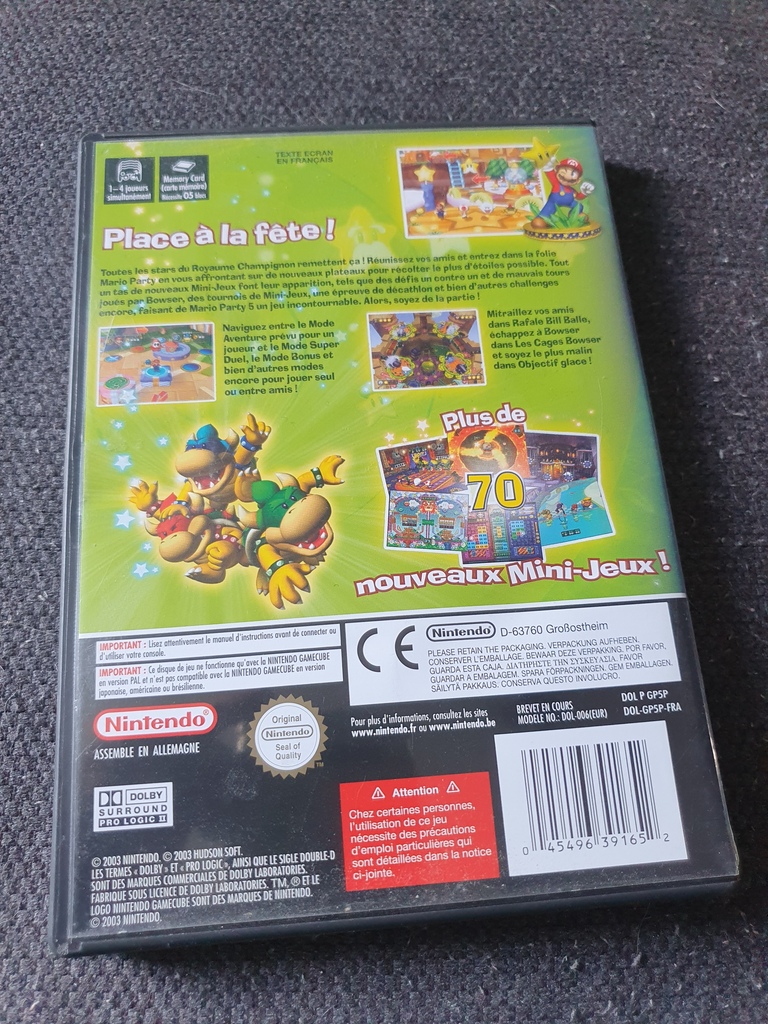 1-4 joueurs
simultanément
Memory Card
(carte mémoire)
Nécessite 05 blocs
TEXTE ECRAN
EN FRANÇAIS
Place à la fête !
Toutes les stars du Royaume Champignon remettent ça ! Réunissez vos amis et entrez dans la folie
Mario Party en vous affrontant sur de nouveaux plateaux pour récolter le plus d'étoiles possible. Tout
un tas de nouveaux Mini-Jeux font leur apparition, tels que des défis un contre un et de mauvais tours
joués par Bowser, des tournois de Mini-Jeux, une épreuve de décathlon et bien d'autres challenges
encore, faisant de Mario Party 5 un jeu incontournable. Alors, soyez de la partie !
Naviguez entre le Mode
Aventure prévu pour un
joueur et le Mode Super
Duel, le Mode Bonus et
bien d'autres modes
encore pour jouer seul
ou entre amis !
Mitraillez vos amis
dans Rafale Bill Balle,
échappez à Bowser
dans Les Cages Bowser
et soyez le plus malin
dans Objectif glace !
Plus de
70
nouveaux Mini-Jeux !
IMPORTANT : Lisez attentivement le manuel d'instructions avant de connecter ou
d'utiliser votre console.
IMPORTANT : Ce disque de jeu ne fonctionne qu'avec la NINTENDO GAMECUBE
en version PAL et n'est pas compatible avec la NINTENDO GAMECUBE en version
japonaise, américaine ou brésilienne.
CE
Nintendo D-63760 Großostheim
PLEASE RETAIN THE PACKAGING. VERPACKUNG AUFHEBEN.
CONSERVER L'EMBALLAGE. BEWAAR DEZE VERPAKKING. POR FAVOR,
GUARDA ESTA CAJA. ΔΙΑΤΗΡΗΣΤΕ ΤΗΝ ΣΥΣΚΕΥΑΣΙΑ. FAVOR
GUARDAR A EMBALAGEM. SPARA FÖRPACKNINGEN. GEM EMBALLAGEN.
SÄILYTÄ PAKKAUS. CONSERVA QUESTO INVOLUCRO.
Nintendo
ASSEMBLE EN ALLEMAGNE
Original
Nintendo
Seal of
Quality
TM
Pour plus d'informations, consultez les sites
www.nintendo.fr ou www.nintendo.be
BREVET EN COURS
MODELE NO.: DOL-006(EUR)
DOL P GP5P
DOL-GP5P-FRA
DOLBY
SURROUND
PRO LOGIC II
Attention
Chez certaines personnes,
l'utilisation de ce jeu
nécessite des précautions
d'emploi particulières qui
sont détaillées dans la notice
ci-jointe.
0 45496 39165 2
© 2003 NINTENDO. © 2003 HUDSON SOFT.
LES TERMES « DOLBY » ET « PRO LOGIC », AINSI QUE LE SIGLE DOUBLE-D
SONT DES MARQUES COMMERCIALES DE DOLBY LABORATORIES.
FABRIQUE SOUS LICENCE DE DOLBY LABORATORIES. TM, ® ET LE
LOGO NINTENDO GAMECUBE SONT DES MARQUES DE NINTENDO.
© 2003 NINTENDO.